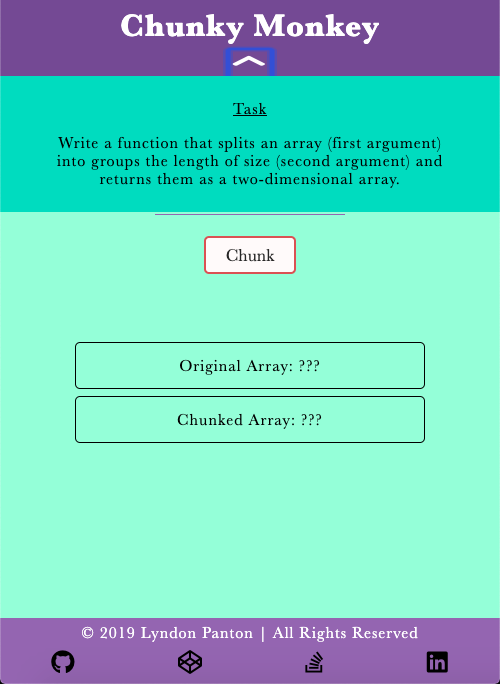 Chunky Monkey
Task
Write a function that splits an array (first argument)
into groups the length of size (second argument) and
returns them as a two-dimensional array.
Chunk
Original Array: ???
Chunked Array: ???
© 2019 Lyndon Panton | All Rights Reserved